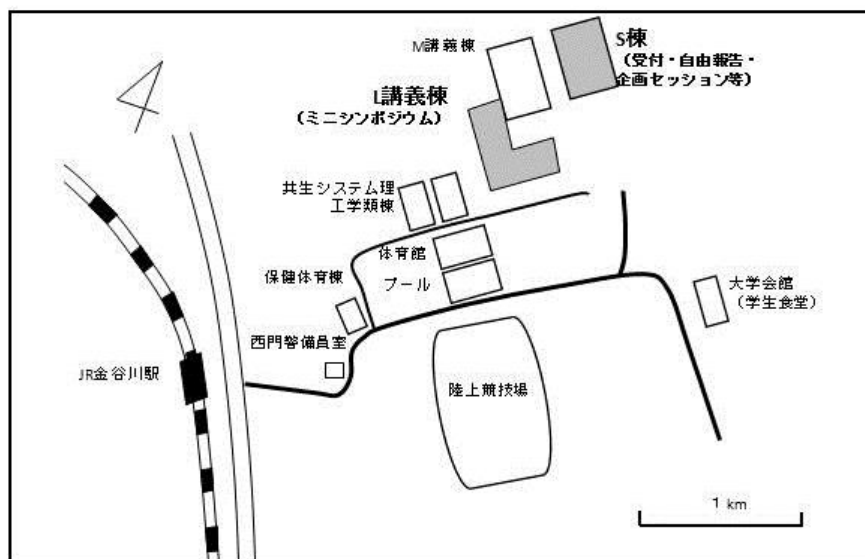 M講義棟
S棟
（受付・自由報告・
企画セッション等）
L講義棟
（ミニシンポジウム）
共生システム理
工学類棟
体育館
保健体育棟
プール
大学会館
（学生食堂）
西門警備員室
JR金谷川駅
陸上競技場
1 km